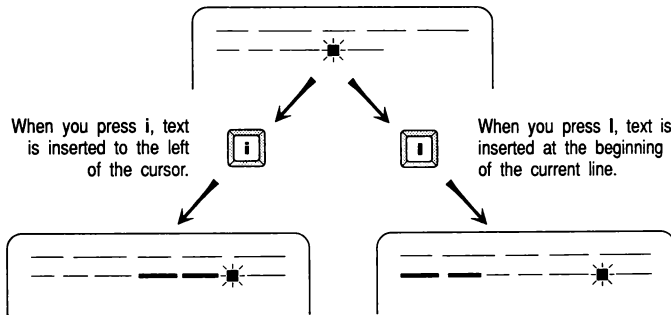 When you press i, text
is inserted to the left
of the cursor.
i
I
When you press I, text is
inserted at the beginning
of the current line.